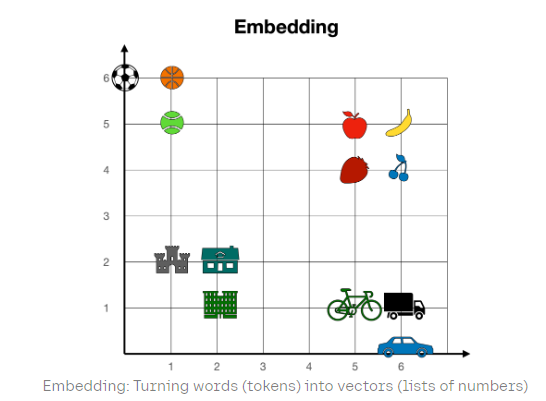 Embedding
6
5
4
3
2
1
1 2 3 4 5 6
Embedding: Turning words (tokens) into vectors (lists of numbers)